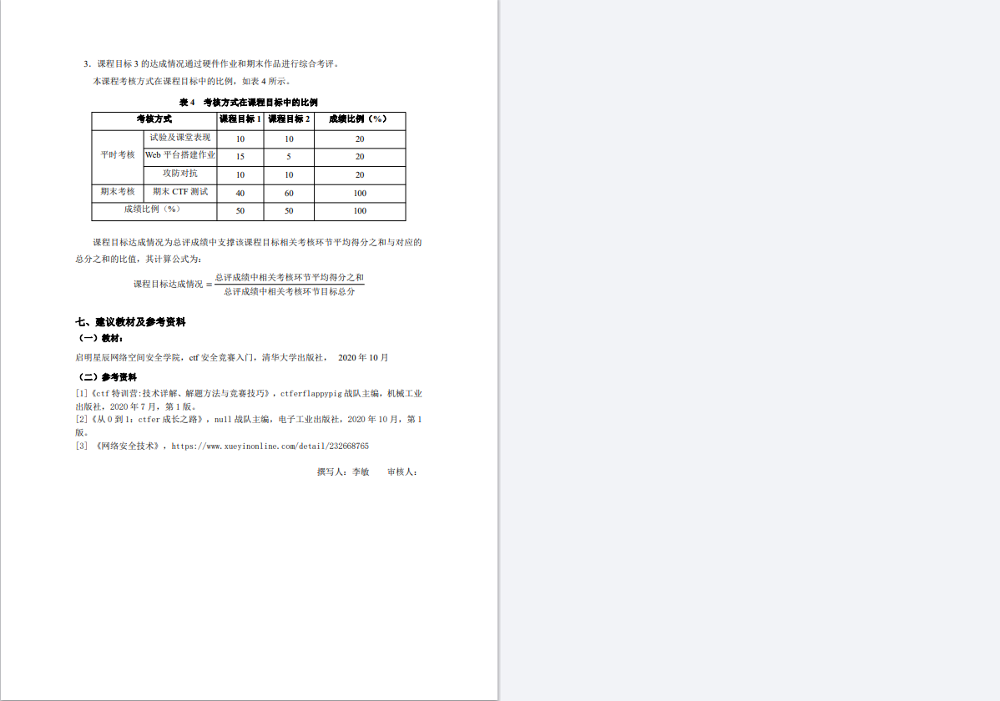 3. 课程目标 3 的达成情况通过硬件作业和期末作品进行综合考评。
本课程考核方式在课程目标中的比例，如表 4 所示。
表 4 考核方式在课程目标中的比例
考核方式 课程目标 1 课程目标 2 成绩比例（%）
平时考核 试验及课堂表现 10 10 20
Web 平台搭建作业 15 5 20
攻防对抗 10 10 20
期末考核 期末 CTF 测试 40 60 100
成绩比例（%） 50 50 100
课程目标达成情况为总评成绩中支撑该课程目标相关考核环节平均得分之和与对应的
总分之和的比值，其计算公式为：
课程目标达成情况 = 总评成绩中相关考核环节平均得分之和
总评成绩中相关考核环节目标总分
七、建议教材及参考资料
（一）教材：
启明星辰网络空间安全学院，ctf 安全竞赛入门，清华大学出版社， 2020 年 10 月
（二）参考资料
[1]《ctf 特训营:技术详解、解题方法与竞赛技巧》，ctferflappypig 战队主编，机械工业
出版社，2020 年 7 月，第 1 版。
[2]《从 0 到 1：ctfer 成长之路》，null 战队主编，电子工业出版社，2020 年 10 月，第 1
版。
[3] 《网络安全技术》，https://www.xueyinonline.com/detail/232668765
撰写人：李敏 审核人：